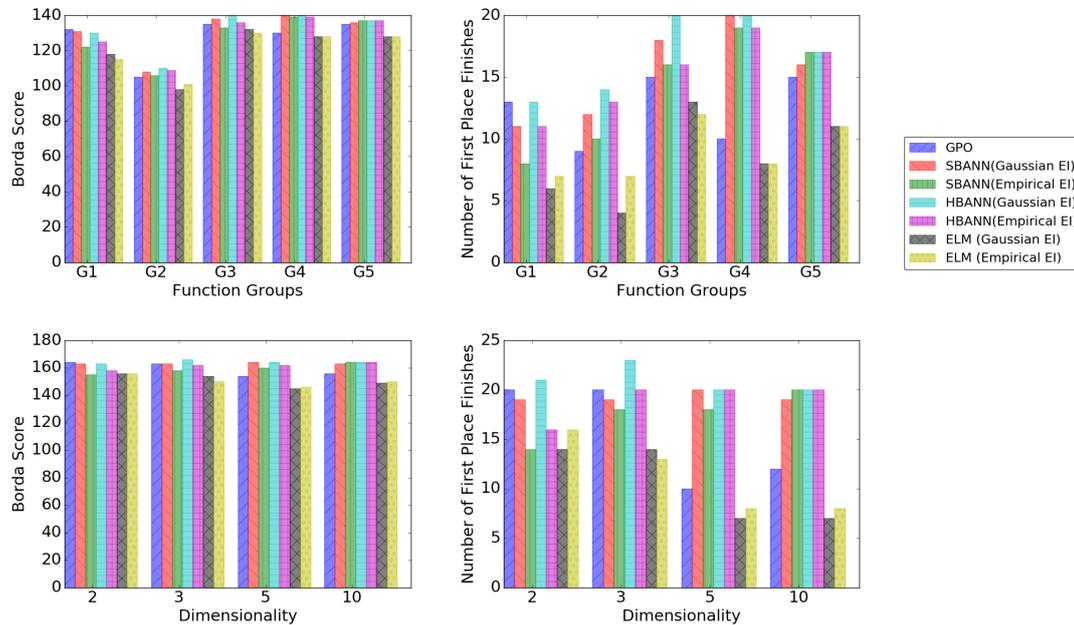 140
120
100
80
60
40
20
0
Borda Score
G1 G2 G3 G4 G5
Function Groups
20
15
10
5
0
Number of First Place Finishes
G1 G2 G3 G4 G5
Function Groups
GPO
SBANN(Gaussian EI)
SBANN(Empirical EI)
HBANN(Gaussian EI)
HBANN(Empirical EI)
ELM (Gaussian EI)
ELM (Empirical EI)
180
160
140
120
100
80
60
40
20
0
Borda Score
2 3 5 10
Dimensionality
25
20
15
10
5
0
Number of First Place Finishes
2 3 5 10
Dimensionality